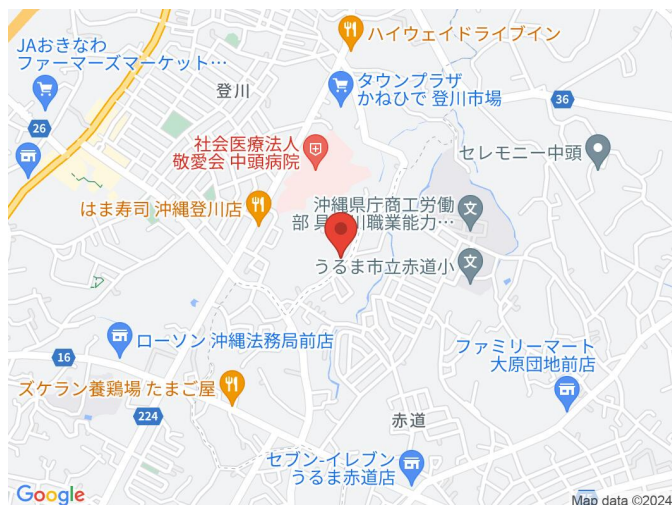 ハイウェイドライブイン
JAおきなわ
ファーマーズマーケット…
登川
タウンプラザ
かねひで 登川市場
36
26
社会医療法人
敬愛会 中頭病院
セレモニー中頭
はま寿司 沖縄登川店
沖縄県庁商工労働
部 具 川職業能力…
うるま市立赤道小
ローソン 沖縄法務局前店
16
ファミリーマート
大原団地前店
ズケラン養鶏場 たまご屋
224
赤道
セブン-イレブン
うるま赤道店
Google
Map data ©2024